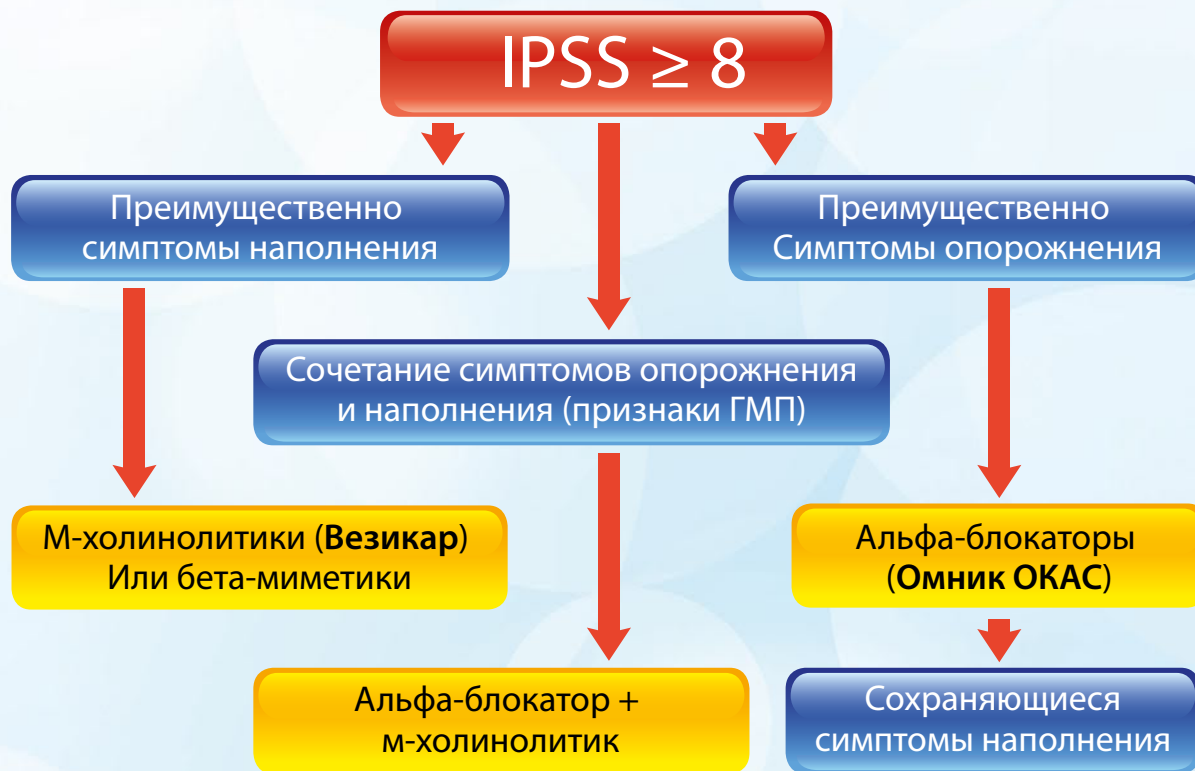 IPSS ≥ 8
Преимущественно
симптомы наполнения
Преимущественно
Симптомы опорожнения
Сочетание симптомов опорожнения
и наполнения (признаки ГМП)
М-холинолитики (Везикар)
Или бета-миметики
Альфа-блокаторы
(Омник ОКАС)
Альфа-блокатор +
м-холинолитик
Сохраняющиеся
симптомы наполнения